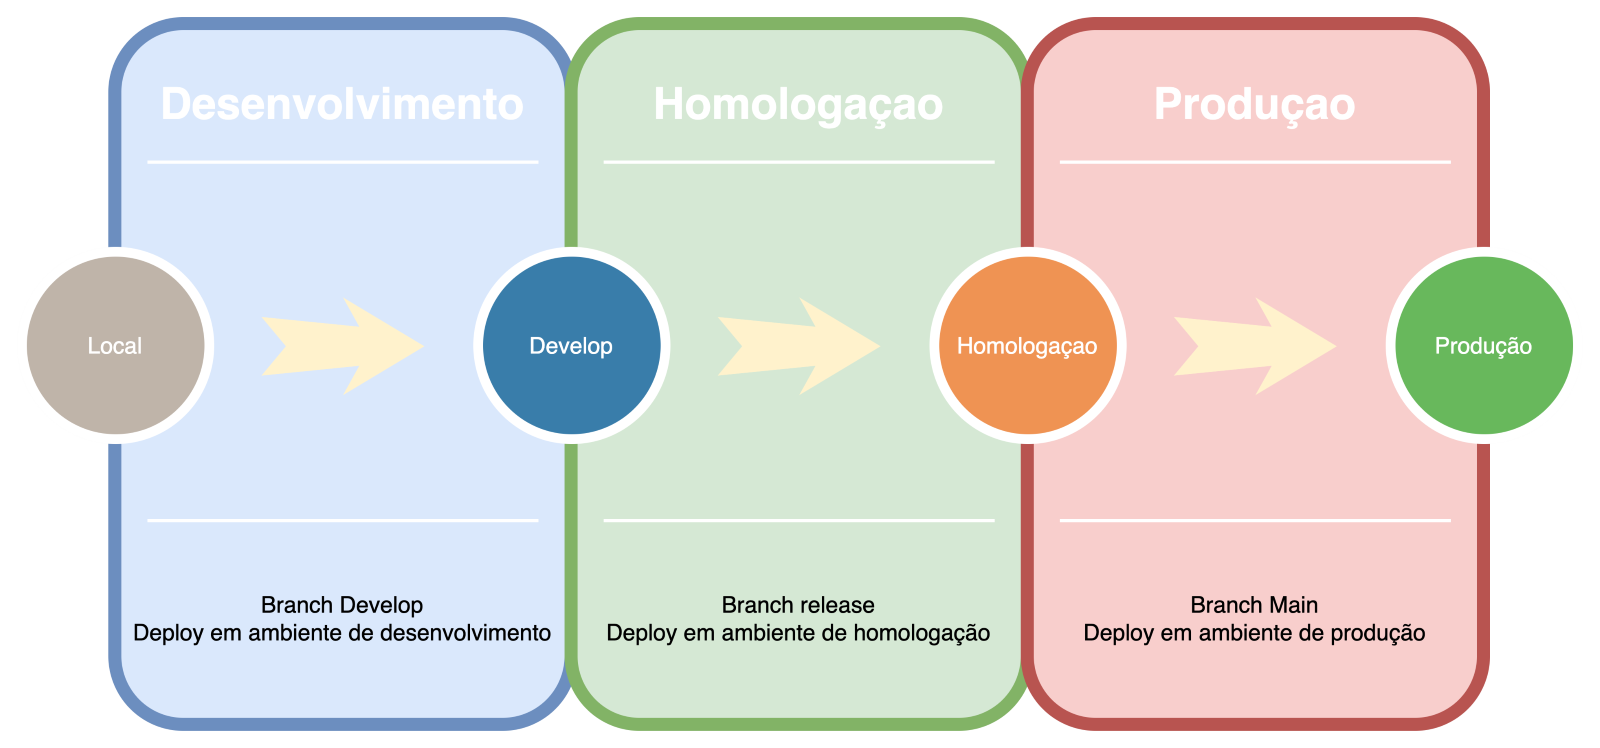 Desenvolvimento
Homologaçao
Produçao
Local
Develop
Homologaçao
Produção
Branch Develop
Deploy em ambiente de desenvolvimento
Branch release
Deploy em ambiente de homologação
Branch Main
Deploy em ambiente de produção